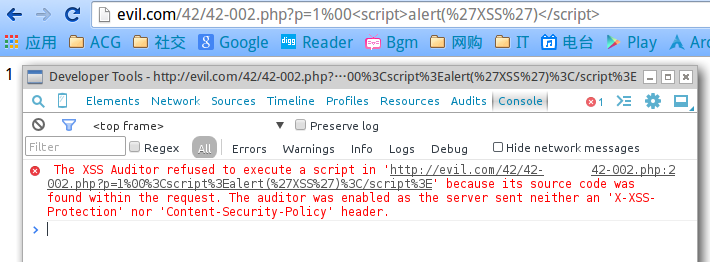 evil.com/42/42-002.php?p=1%00<script>alert(%27XSS%27)</script>
应用 ACG 社交 Google Reader Bgm 网购 IT 电台 Play Arc
1
Developer Tools - http://evil.com/42/42-002.php?···00%3Cscript%3Ealert(%27XSS%27)%3C/script%3E
Elements Network Sources Timeline Profiles Resources Audits Console 1
<top frame> Preserve log
Filter Regex All Errors Warnings Info Logs Debug Hide network messages
The XSS Auditor refused to execute a script in 'http://evil.com/42/42- 42-002.php:2
002.php?p=1%00%3Cscript%3Ealert(%27XSS%27)%3C/script%3E' because its source code was
found within the request. The auditor was enabled as the server sent neither an 'X-XSS-
Protection' nor 'Content-Security-Policy' header.